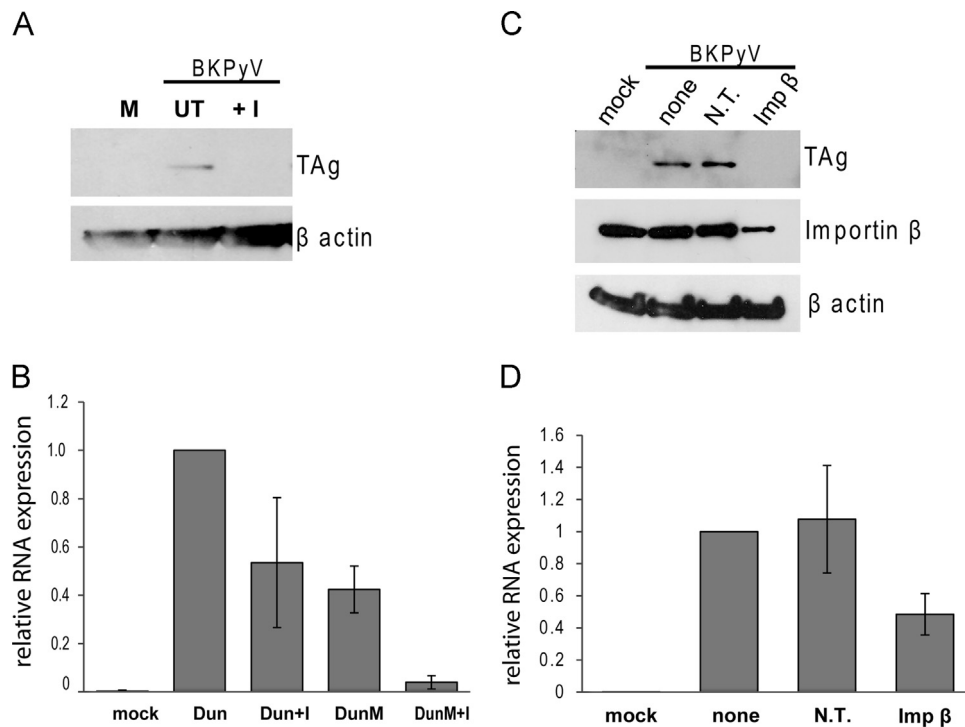 A
BKPyV
M UT + I
TAg
β actin
C
BKPyV
mock none N.T. Imp β
TAg
Importin β
β actin
B
relative RNA expression
1.2
1.0
0.8
0.6
0.4
0.2
0
mock Dun Dun+I DunM DunM+I
D
relative RNA expression
1.6
1.4
1.2
1
0.8
0.6
0.4
0.2
0
mock none N.T. Imp β